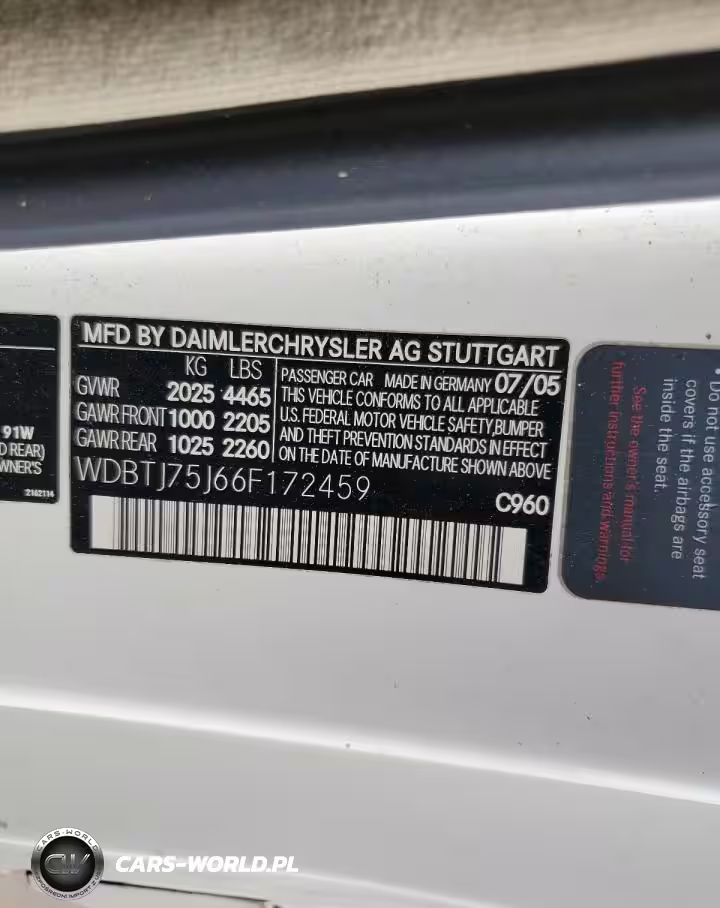 MFD BY DAIMLERCHRYSLER AG STUTTGART
KG LBS
GVWR 2025 4465
GAWR FRONT 1000 2205
GAWR REAR 1025 2260
PASSENGER CAR MADE IN GERMANY 07/05
THIS VEHICLE CONFORMS TO ALL APPLICABLE
U.S. FEDERAL MOTOR VEHICLE SAFETY, BUMPER
AND THEFT PREVENTION STANDARDS IN EFFECT
ON THE DATE OF MANUFACTURE SHOWN ABOVE
WDBTJ75J66F172459
C960
91W
D REAR)
WNER'S
2162114
• Do not use accessory seat
covers if the airbags are
inside the seat.
See the owner's manual for
further instructions and warnings.
CARS-WORLD
CW
CARS-WORLD.PL